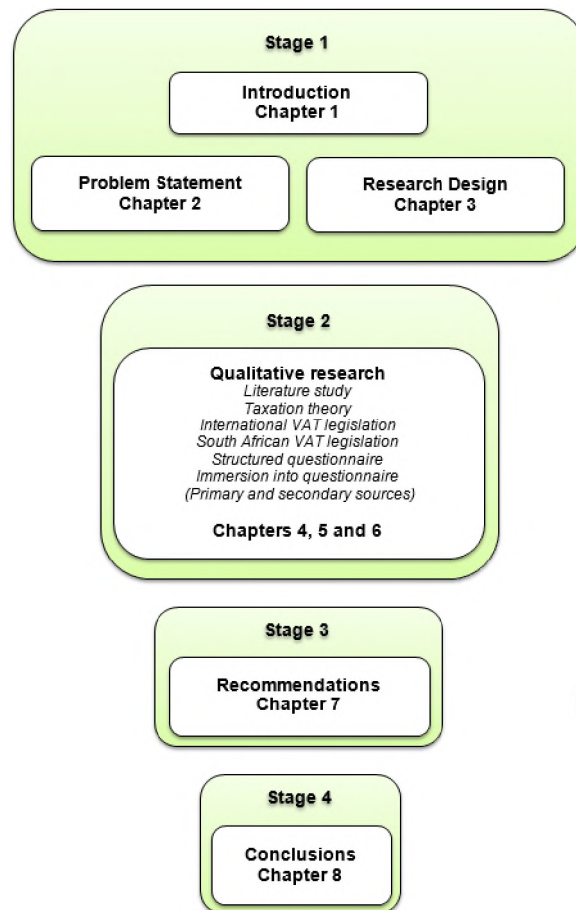 Stage 1
Introduction
Chapter 1
Problem Statement
Chapter 2
Research Design
Chapter 3
Stage 2
Qualitative research
Literature study
Taxation theory
International VAT legislation
South African VAT legislation
Structured questionnaire
Immersion into questionnaire
(Primary and secondary sources)
Chapters 4, 5 and 6
Stage 3
Recommendations
Chapter 7
Stage 4
Conclusions
Chapter 8